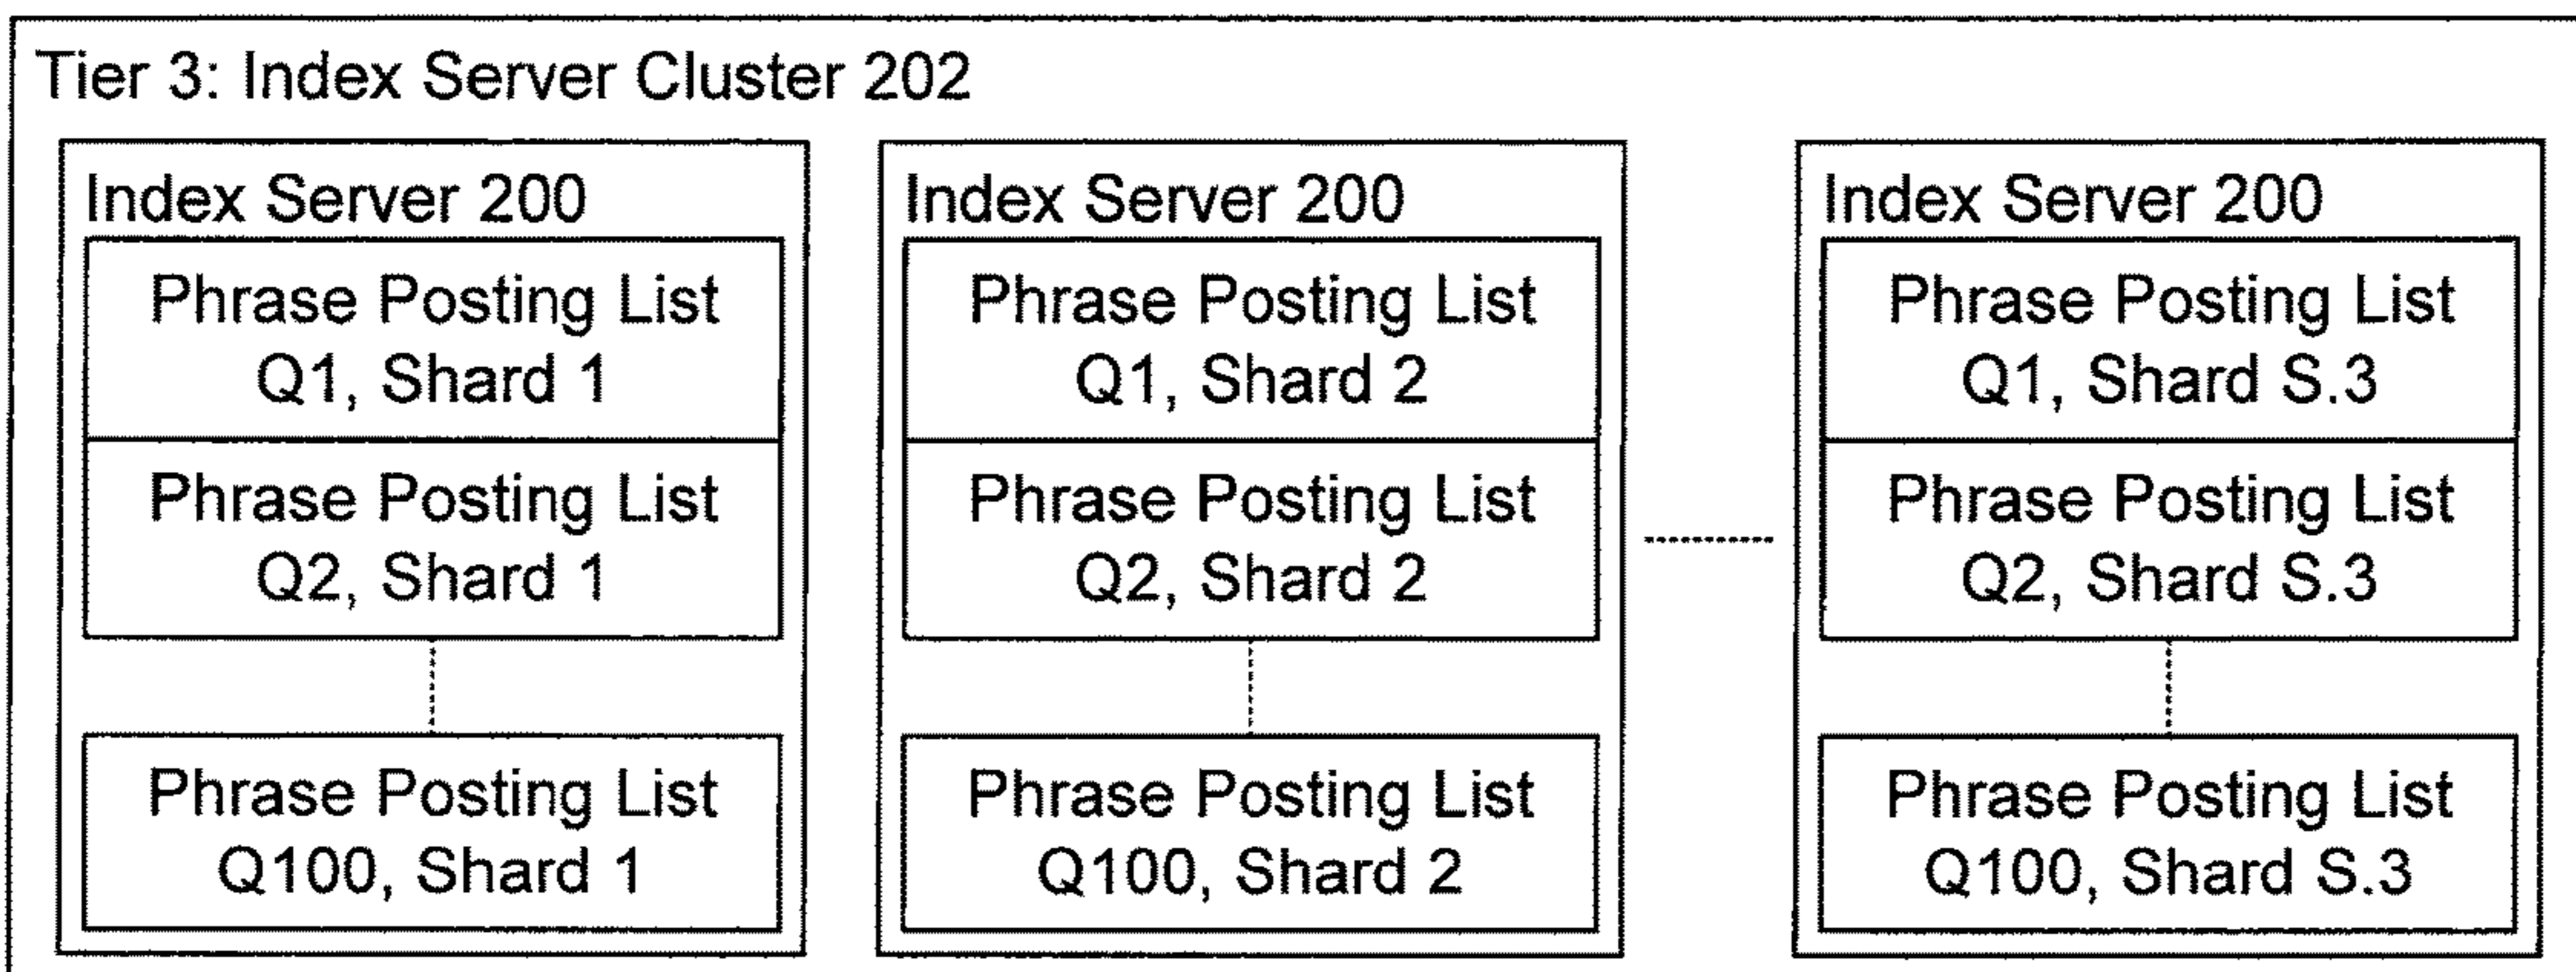 Tier 3: Index Server Cluster 202
Index Server 200
Phrase Posting List
Q1, Shard 1
Phrase Posting List
Q2, Shard 1
Phrase Posting List
Q100, Shard 1
Index Server 200
Phrase Posting List
Q1, Shard 2
Phrase Posting List
Q2, Shard 2
Phrase Posting List
Q100, Shard 2
Index Server 200
Phrase Posting List
Q1, Shard S.3
Phrase Posting List
Q2, Shard S.3
Phrase Posting List
Q100, Shard S.3